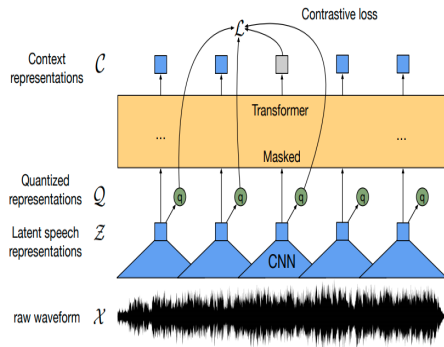 Contrastive loss
ℒ
Context
representations 𝒞
Transformer
... ...
Masked
Quantized
representations 𝒬
q q q q q
Latent speech
representations 𝒵
CNN
raw waveform 𝒳